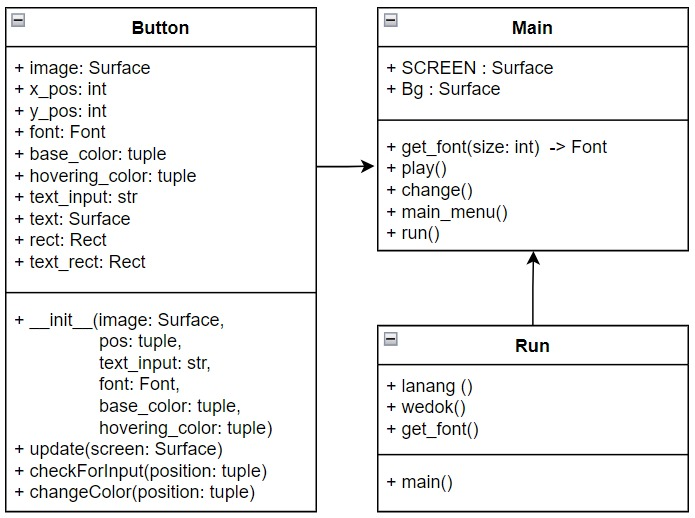 Button
+ image: Surface
+ x_pos: int
+ y_pos: int
+ font: Font
+ base_color: tuple
+ hovering_color: tuple
+ text_input: str
+ text: Surface
+ rect: Rect
+ text_rect: Rect
+ __init__(image: Surface,
pos: tuple,
text_input: str,
font: Font,
base_color: tuple,
hovering_color: tuple)
+ update(screen: Surface)
+ checkForInput(position: tuple)
+ changeColor(position: tuple)
Main
+ SCREEN : Surface
+ Bg : Surface
+ get_font(size: int)  -> Font
+ play()
+ change()
+ main_menu()
+ run()
Run
+ lanang ()
+ wedok()
+ get_font()
+ main()